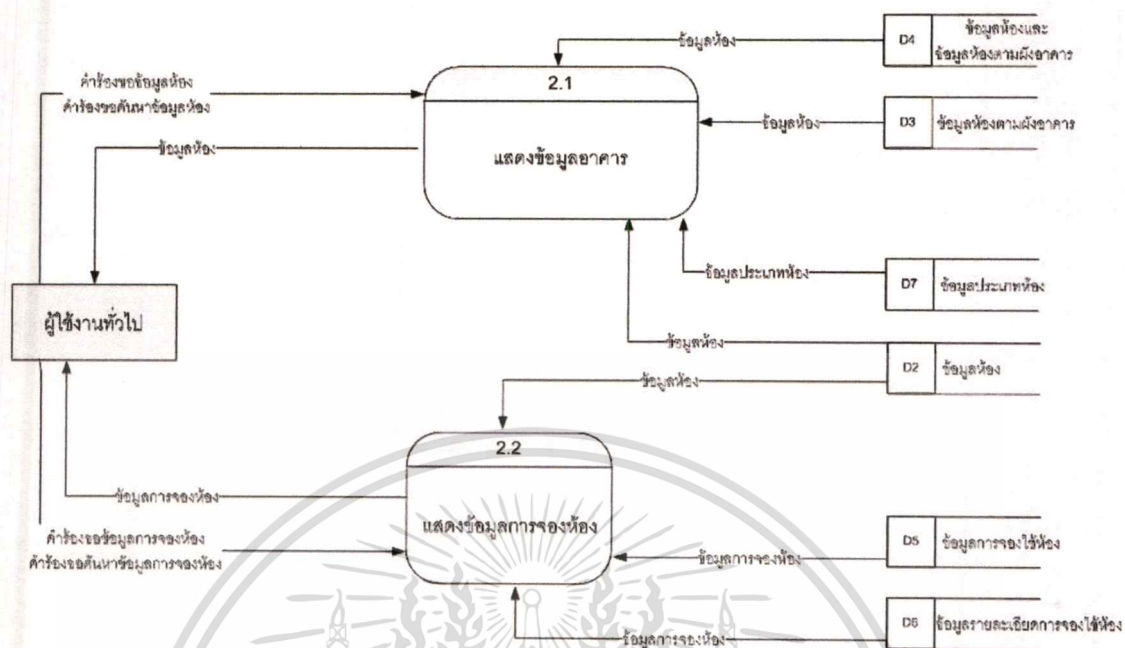 ข้อมูลห้อง
D4
ข้อมูลห้องและ
ข้อมูลห้องตามผังอาคาร
คำร้องขอข้อมูลห้อง
คำร้องขอค้นหาข้อมูลห้อง
2.1
แสดงข้อมูลอาคาร
ข้อมูลห้อง
D3
ข้อมูลห้องตามผังอาคาร
ข้อมูลห้อง
ข้อมูลประเภทห้อง
D7
ข้อมูลประเภทห้อง
ผู้ใช้งานทั่วไป
ข้อมูลห้อง
D2
ข้อมูลห้อง
ข้อมูลห้อง
2.2
แสดงข้อมูลการจองห้อง
ข้อมูลการจองห้อง
คำร้องขอข้อมูลการจองห้อง
คำร้องขอค้นหาข้อมูลการจองห้อง
ข้อมูลการจองห้อง
D5
ข้อมูลการจองใช้ห้อง
ข้อมูลการจองห้อง
D6
ข้อมูลรายละเอียดการจองใช้ห้อง